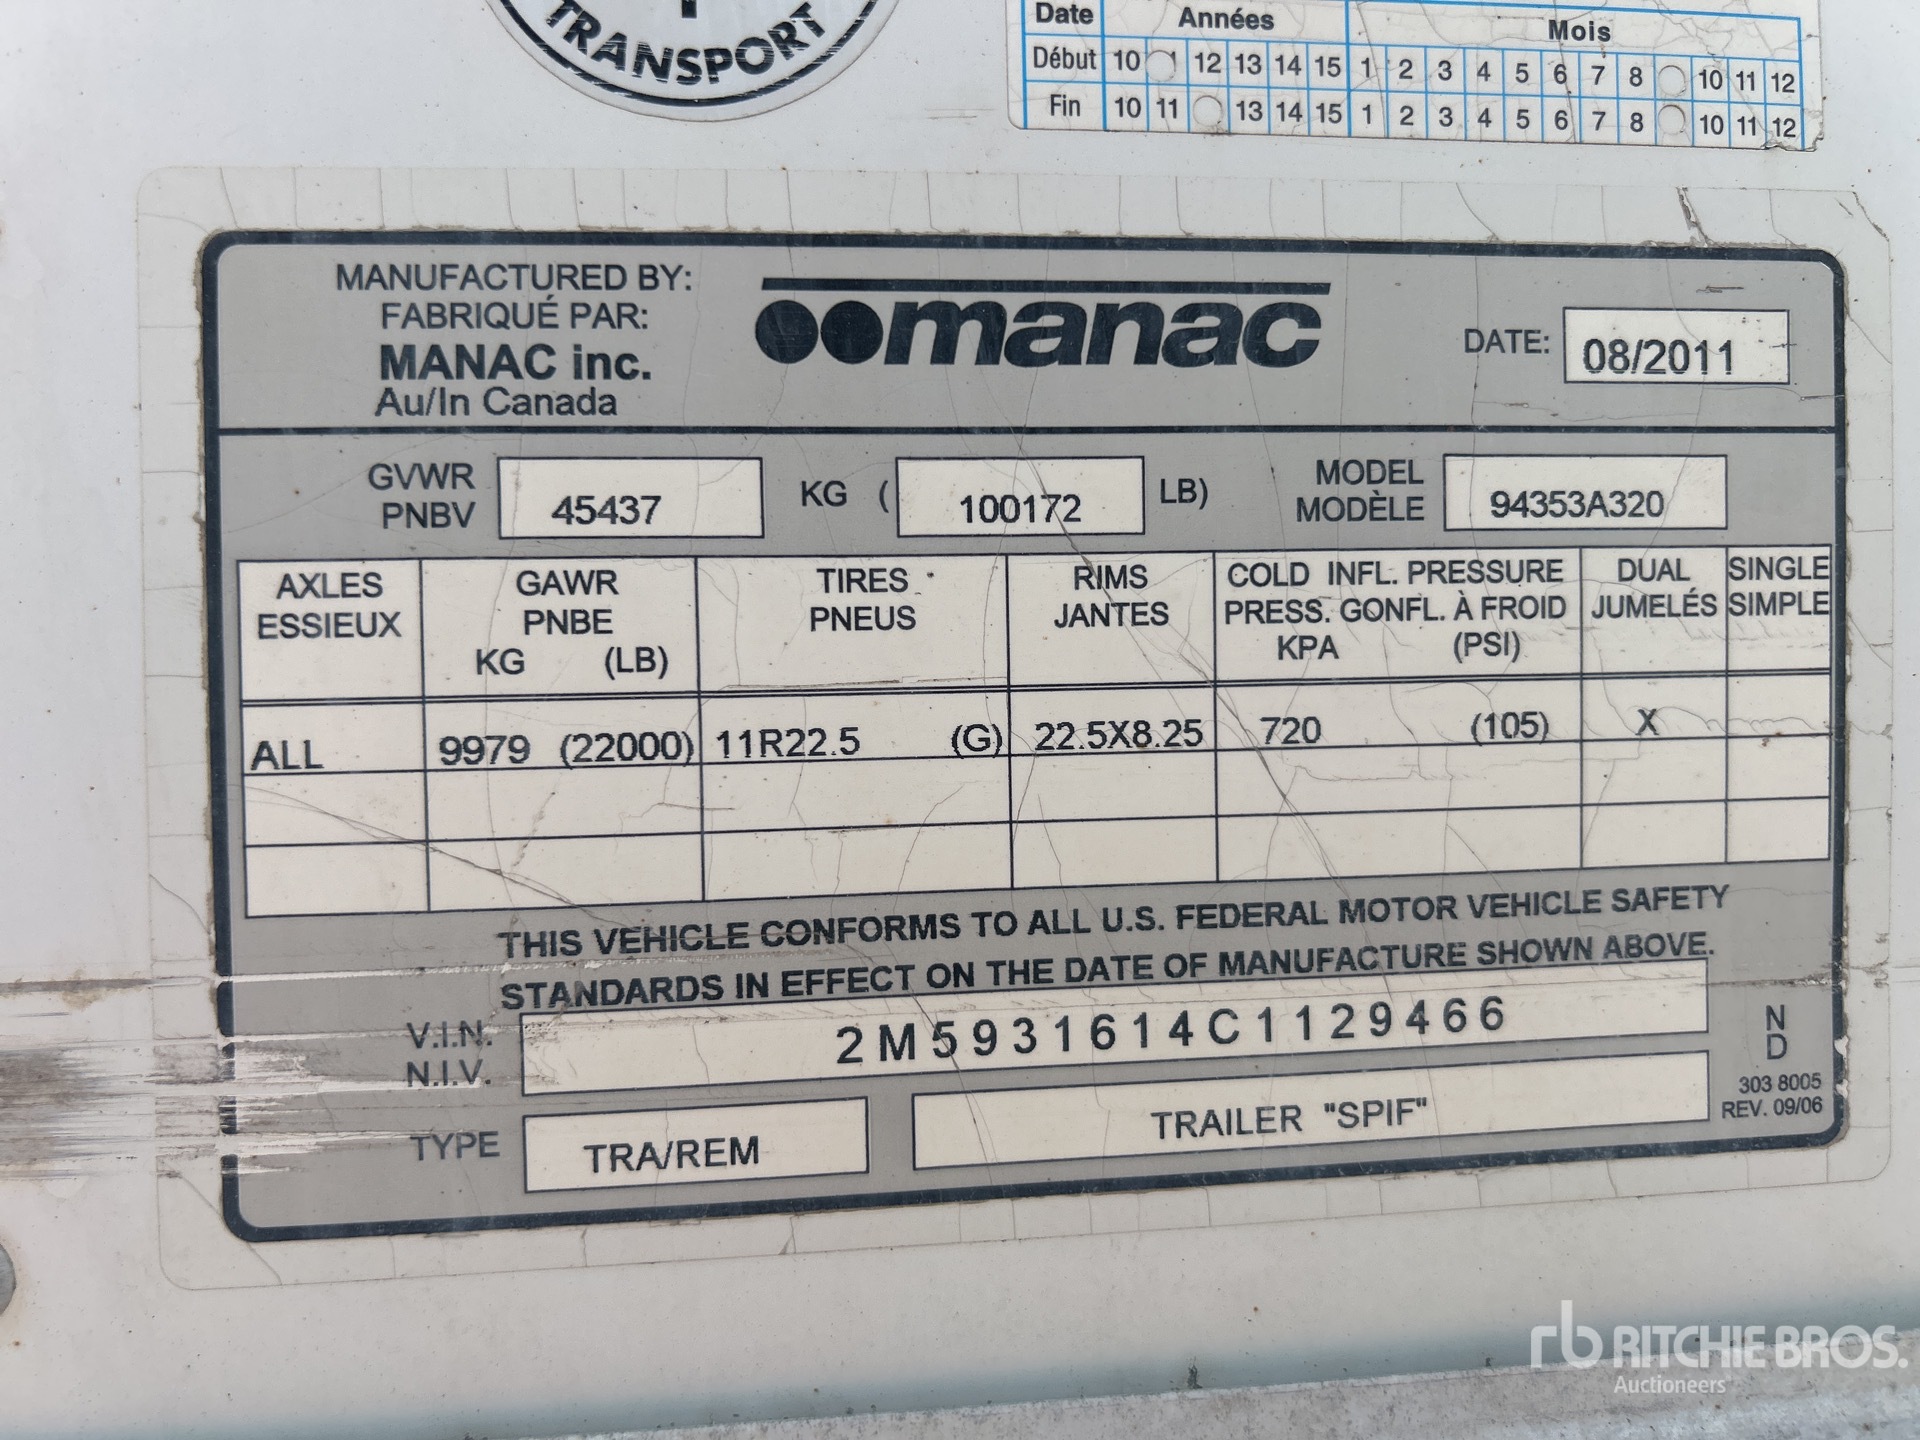 TRANSPORT
Date Années Mois
Début 10 12 13 14 15 1 2 3 4 5 6 7 8 10 11 12
Fin 10 11 13 14 15 1 2 3 4 5 6 7 8 10 11 12
MANUFACTURED BY:
FABRIQUÉ PAR:
MANAC inc.
Au/In Canada
manac
DATE: 08/2011
GVWR
PNBV
45437 KG ( 100172 LB)
MODEL
MODÈLE
94353A320
AXLES
ESSIEUX
GAWR
PNBE
KG (LB)
TIRES
PNEUS
RIMS
JANTES
COLD INFL. PRESSURE
PRESS. GONFL. À FROID
KPA (PSI)
DUAL
JUMELÉS
SINGLE
SIMPLE
ALL 9979 (22000) 11R22.5 (G) 22.5X8.25 720 (105) X
THIS VEHICLE CONFORMS TO ALL U.S. FEDERAL MOTOR VEHICLE SAFETY
STANDARDS IN EFFECT ON THE DATE OF MANUFACTURE SHOWN ABOVE.
V.I.N.
N.I.V.
2M5931614C1129466
N
D
303 8005
REV. 09/06
TYPE TRA/REM TRAILER "SPIF"
rb RITCHIE BROS.
Auctioneers